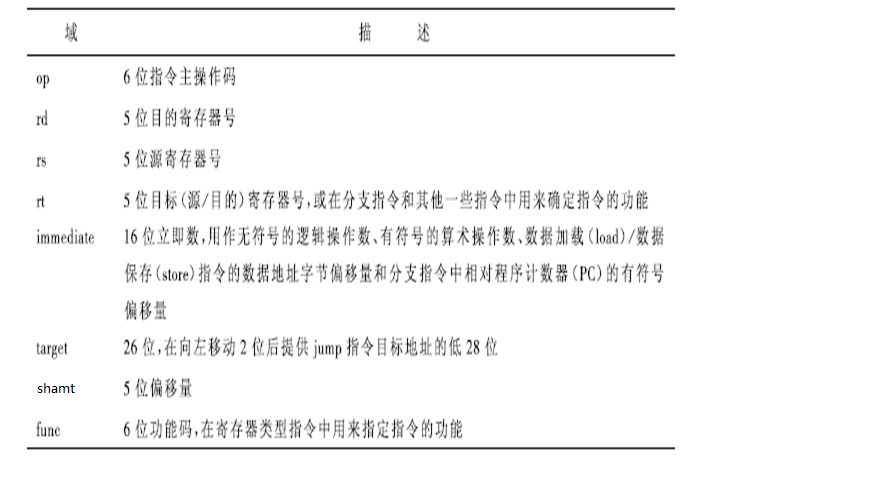 域 描 述
op 6 位指令主操作码
rd 5 位目的寄存器号
rs 5 位源寄存器号
rt 5 位目标(源/目的)寄存器号,或在分支指令和其他一些指令中用来确定指令的功能
immediate 16 位立即数,用作无符号的逻辑操作数、有符号的算术操作数、数据加载(load)/数据
保存(store)指令的数据地址字节偏移量和分支指令中相对程序计数器(PC)的有符号
偏移量
target 26 位,在向左移动 2 位后提供 jump 指令目标地址的低 28 位
shamt 5 位偏移量
func 6 位功能码,在寄存器类型指令中用来指定指令的功能